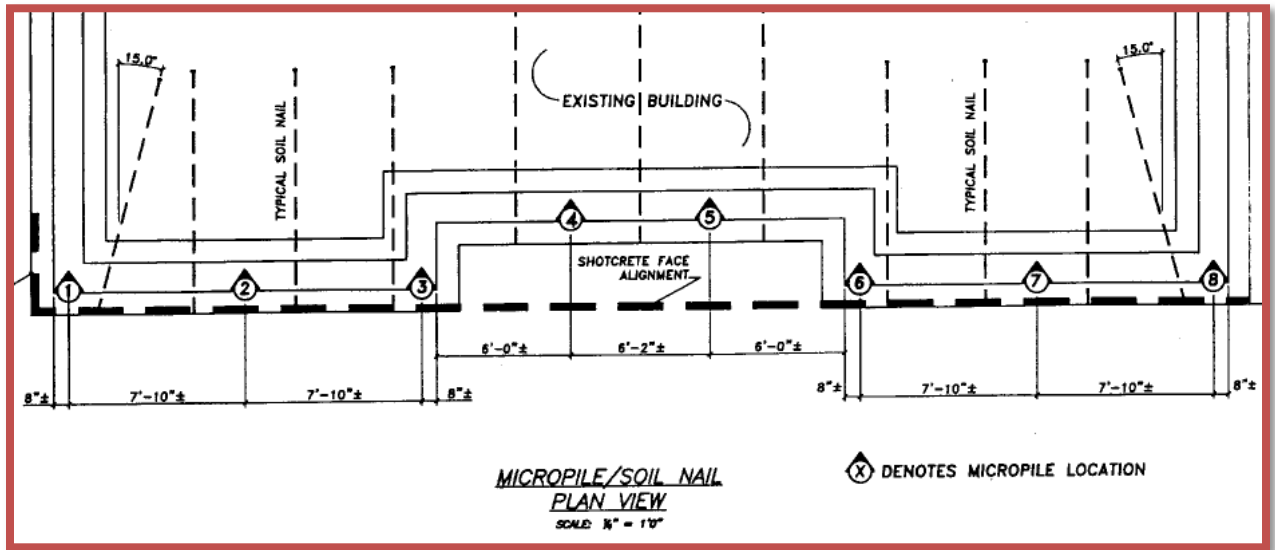 15.0°
15.0°
EXISTING BUILDING
TYPICAL SOIL NAIL
TYPICAL SOIL NAIL
4
5
SHOTCRETE FACE
ALIGNMENT
1
2
3
6
7
8
6'-0"±
6'-2"±
6'-0"±
8"±
7'-10"±
7'-10"±
8"±
8"±
7'-10"±
7'-10"±
8"±
MICROPILE/SOIL NAIL
PLAN VIEW
X DENOTES MICROPILE LOCATION